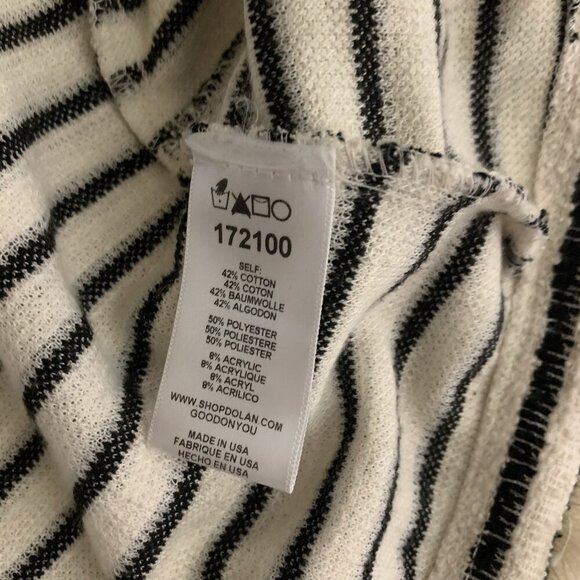 172100
SELF:
42% COTTON
42% COTON
42% BAUMWOLLE
42% ALGODON
50% POLYESTER
50% POLIESTERE
50% POLIESTER
8% ACRYLIC
8% ACRYLIQUE
8% ACRYL
8% ACRILICO
WWW.SHOPDOLAN.COM
GOODONYOU
MADE IN USA
FABRIQUE EN USA
HECHO EN USA